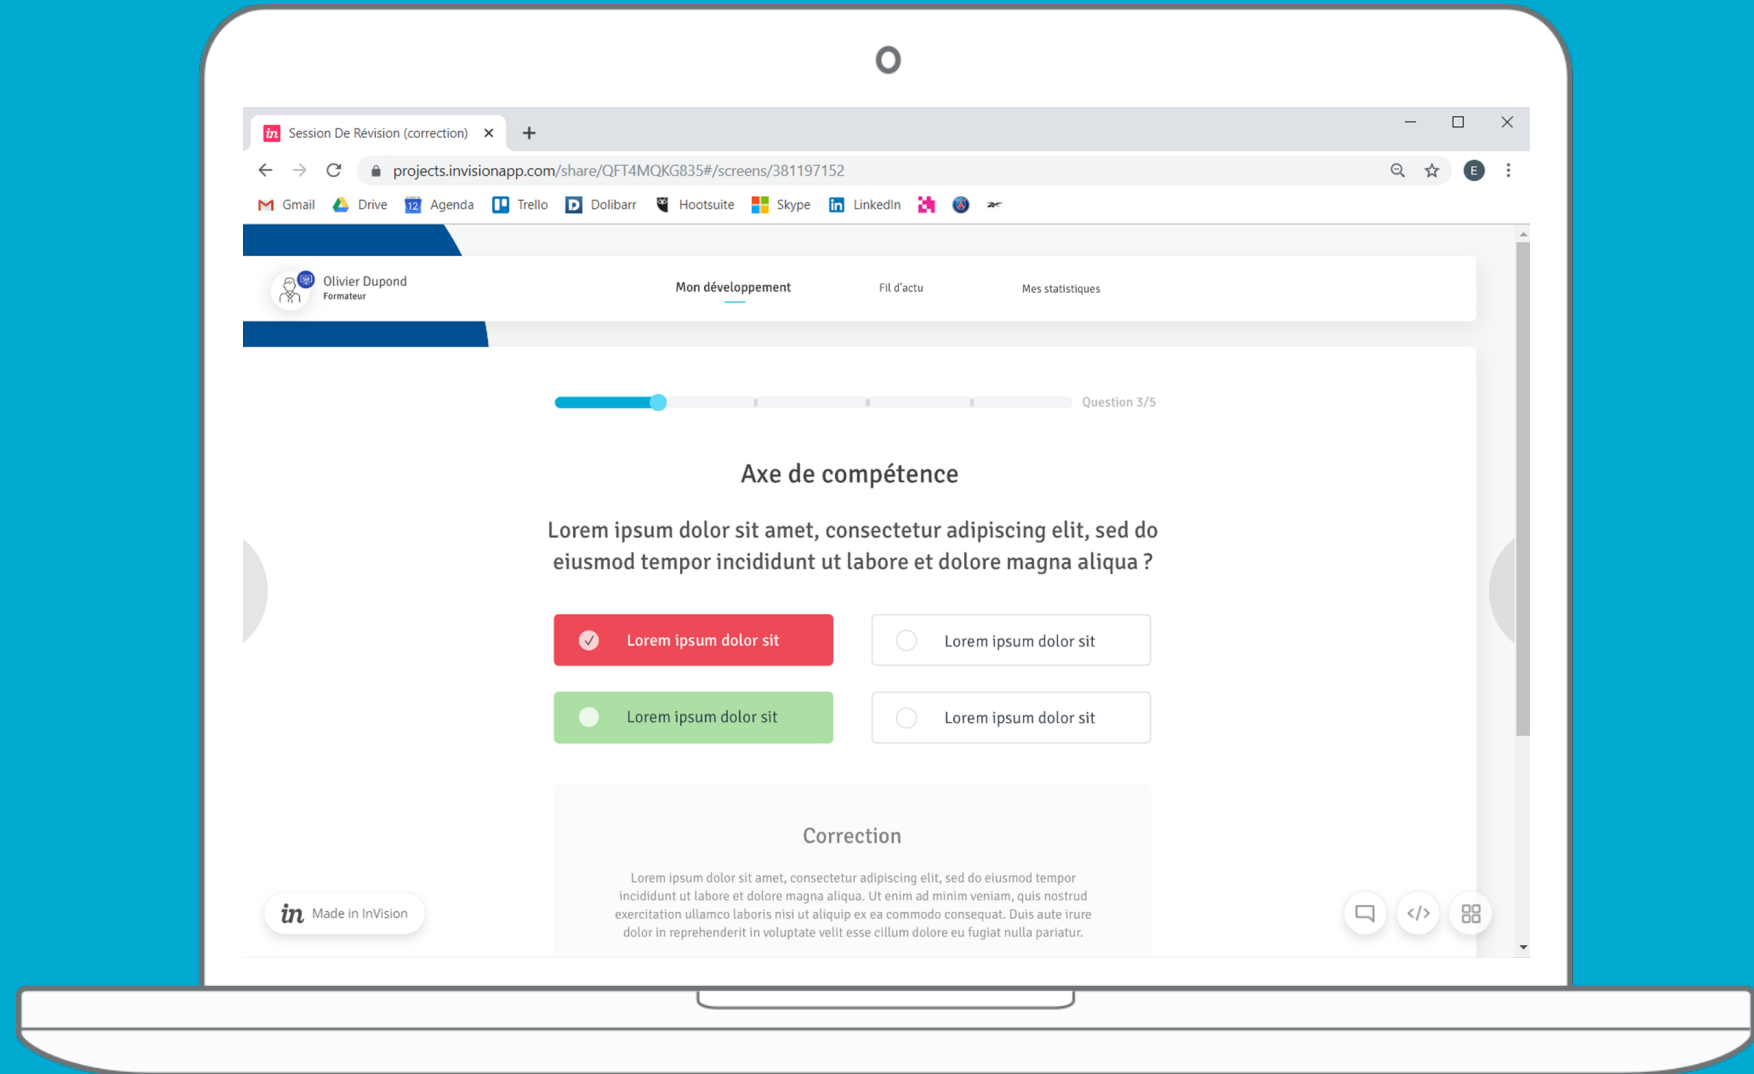 in Session De Révision (correction)
projects.invisionapp.com/share/QFT4MQKG835#/screens/381197152
E
Gmail Drive 12 Agenda Trello D Dolibarr Hootsuite Skype in LinkedIn
Olivier Dupond
Formateur
Mon développement Fil d'actu Mes statistiques
Question 3/5
Axe de compétence
Lorem ipsum dolor sit amet, consectetur adipiscing elit, sed do
eiusmod tempor incididunt ut labore et dolore magna aliqua ?
Lorem ipsum dolor sit Lorem ipsum dolor sit
Lorem ipsum dolor sit Lorem ipsum dolor sit
Correction
Lorem ipsum dolor sit amet, consectetur adipiscing elit, sed do eiusmod tempor
incididunt ut labore et dolore magna aliqua. Ut enim ad minim veniam, quis nostrud
exercitation ullamco laboris nisi ut aliquip ex ea commodo consequat. Duis aute irure
dolor in reprehenderit in voluptate velit esse cillum dolore eu fugiat nulla pariatur.
in Made in InVision